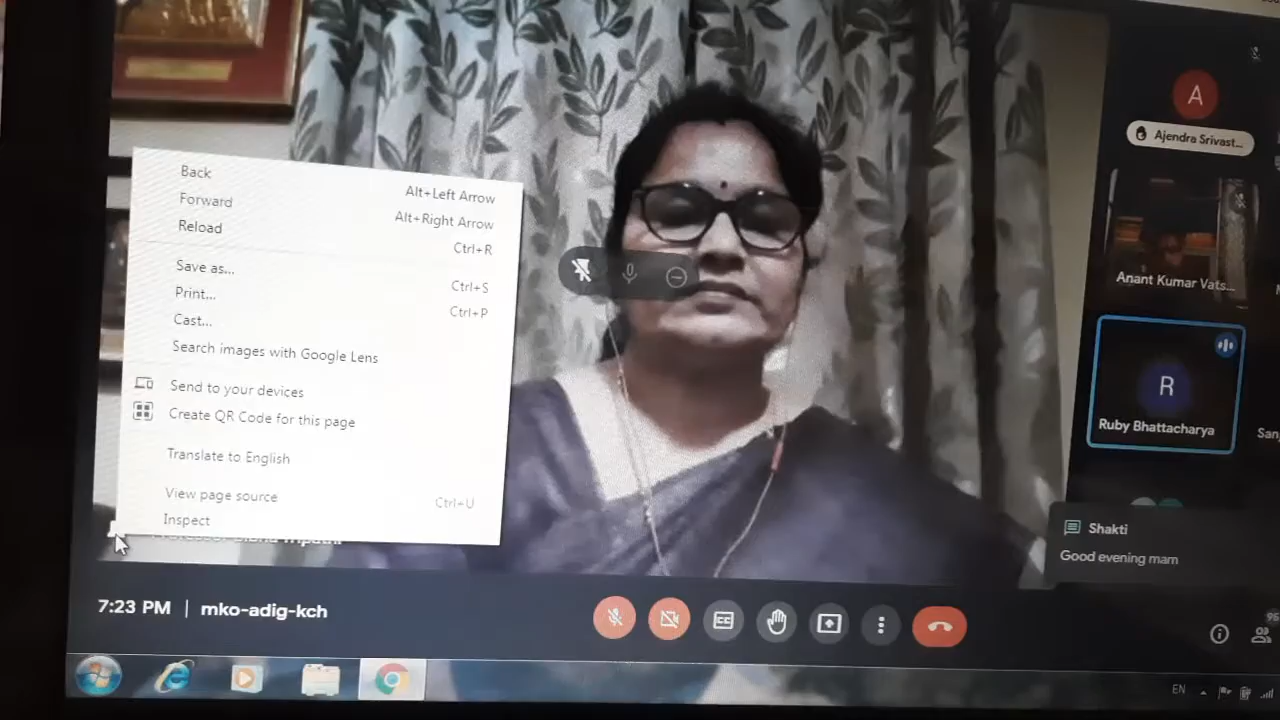 Back Alt+Left Arrow
Forward Alt+Right Arrow
Reload Ctrl+R
Save as... Ctrl+S
Print... Ctrl+P
Cast...
Search images with Google Lens
Send to your devices
Create QR Code for this page
Translate to English
View page source Ctrl+U
Inspect
A
Ajendra Srivast...
Anant Kumar Vats...
R
Ruby Bhattacharya
Shakti
Good evening mam
7:23 PM | mko-adig-kch
CC
EN